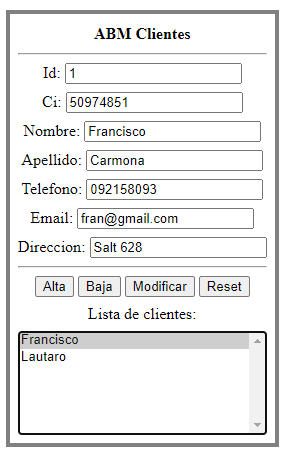 ABM Clientes
Id: 1
Ci: 50974851
Nombre: Francisco
Apellido: Carmona
Telefono: 092158093
Email: fran@gmail.com
Direccion: Salt 628
Alta Baja Modificar Reset
Lista de clientes:
Francisco
Lautaro